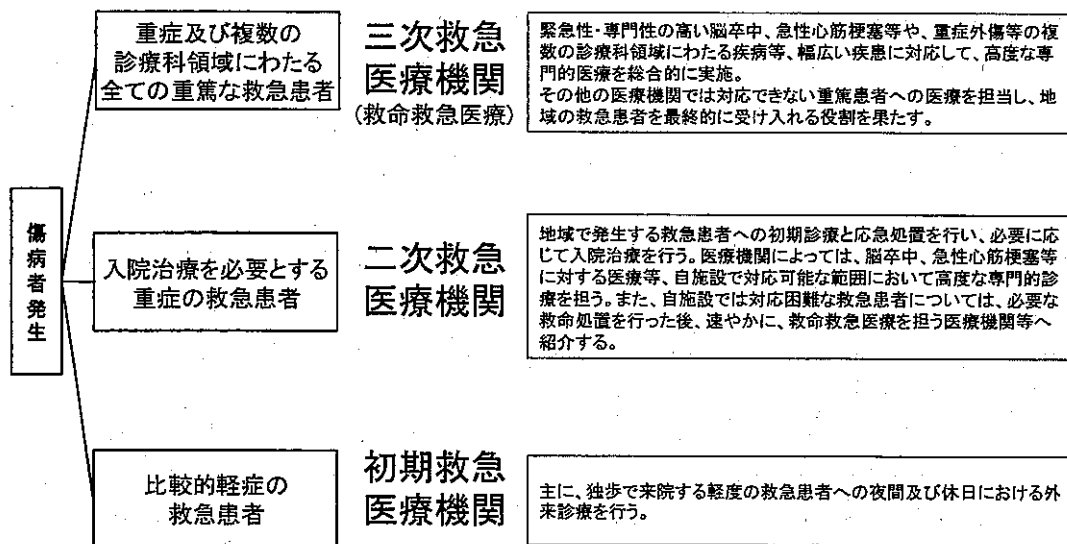 傷病者発生
重症及び複数の
診療科領域にわたる
全ての重篤な救急患者
三次救急
医療機関
(救命救急医療)
緊急性・専門性の高い脳卒中、急性心筋梗塞等や、重症外傷等の複
数の診療科領域にわたる疾病等、幅広い疾患に対応して、高度な専
門的医療を総合的に実施。
その他の医療機関では対応できない重篤患者への医療を担当し、地
域の救急患者を最終的に受け入れる役割を果たす。
入院治療を必要とする
重症の救急患者
二次救急
医療機関
地域で発生する救急患者への初期診療と応急処置を行い、必要に応
じて入院治療を行う。医療機関によっては、脳卒中、急性心筋梗塞等
に対する医療等、自施設で対応可能な範囲において高度な専門的診
療を担う。また、自施設では対応困難な救急患者については、必要な
救命処置を行った後、速やかに、救命救急医療を担う医療機関等へ
紹介する。
比較的軽症の
救急患者
初期救急
医療機関
主に、独歩で来院する軽度の救急患者への夜間及び休日における外
来診療を行う。